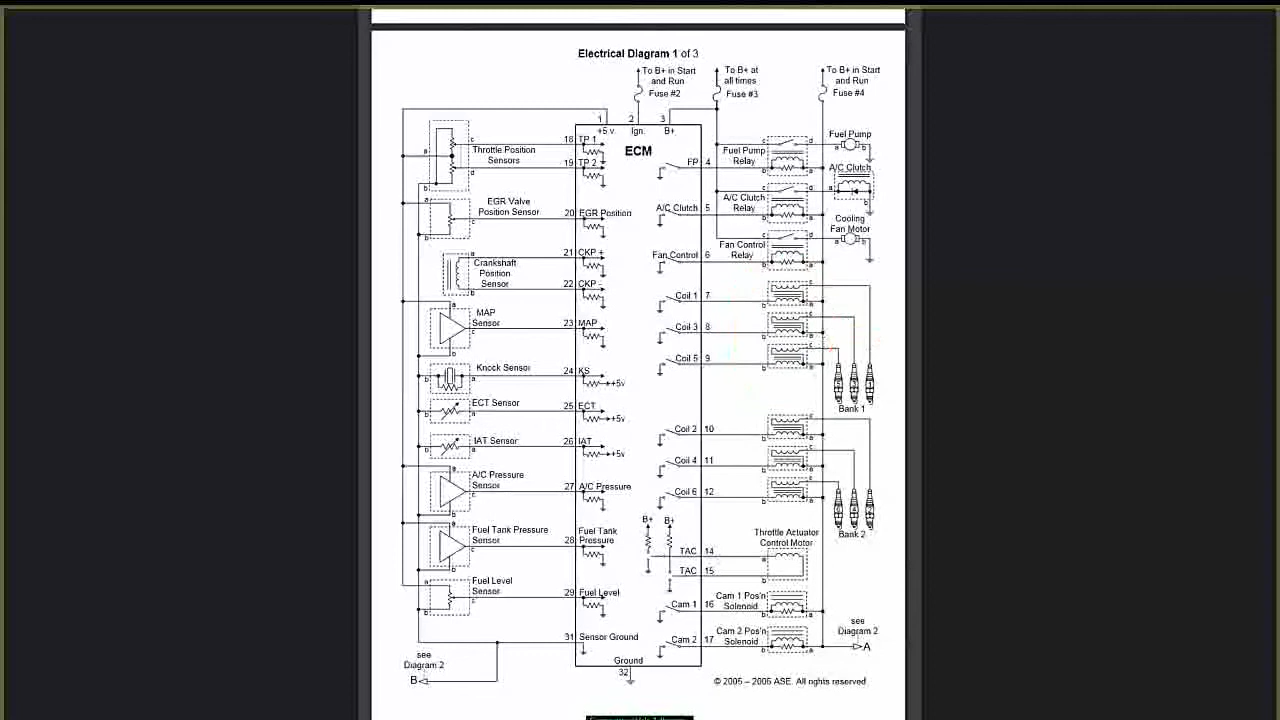 Electrical Diagram 1 of 3
To B+ in Start
and Run
Fuse #2
To B+ at
all times
Fuse #3
To B+ in Start
and Run
Fuse #4
1
2
3
+5 v.
Ign.
B+
ECM
a
b
c
d
Throttle Position
Sensors
18
TP 1
19
TP 2
a
b
c
EGR Valve
Position Sensor
20
EGR Position
a
b
Crankshaft
Position
Sensor
21
CKP +
22
CKP -
a
b
c
MAP
Sensor
23
MAP
b
a
Knock Sensor
24
KS
+5v
b
a
ECT Sensor
25
ECT
+5v
b
a
IAT Sensor
26
IAT
+5v
a
b
c
A/C Pressure
Sensor
27
A/C Pressure
a
b
c
Fuel Tank Pressure
Sensor
28
Fuel Tank
Pressure
a
b
c
Fuel Level
Sensor
29
Fuel Level
31
Sensor Ground
see
Diagram 2
B
Ground
32
FP
4
Fuel Pump
Relay
c
d
b
a
Fuel Pump
a
b
A/C Clutch
5
A/C Clutch
Relay
c
d
b
a
A/C Clutch
a
b
Fan Control
6
Fan Control
Relay
c
d
b
a
Cooling
Fan Motor
a
b
Coil 1
7
c
b
a
Coil 3
8
c
b
a
Coil 5
9
c
b
a
5
3
1
Bank 1
Coil 2
10
c
b
a
Coil 4
11
c
b
a
Coil 6
12
c
b
a
6
4
2
Bank 2
B+
B+
TAC
14
TAC
15
Throttle Actuator
Control Motor
a
b
Cam 1
16
Cam 1 Pos'n
Solenoid
b
a
Cam 2
17
Cam 2 Pos'n
Solenoid
b
a
see
Diagram 2
A
© 2005 – 2006 ASE. All rights reserved